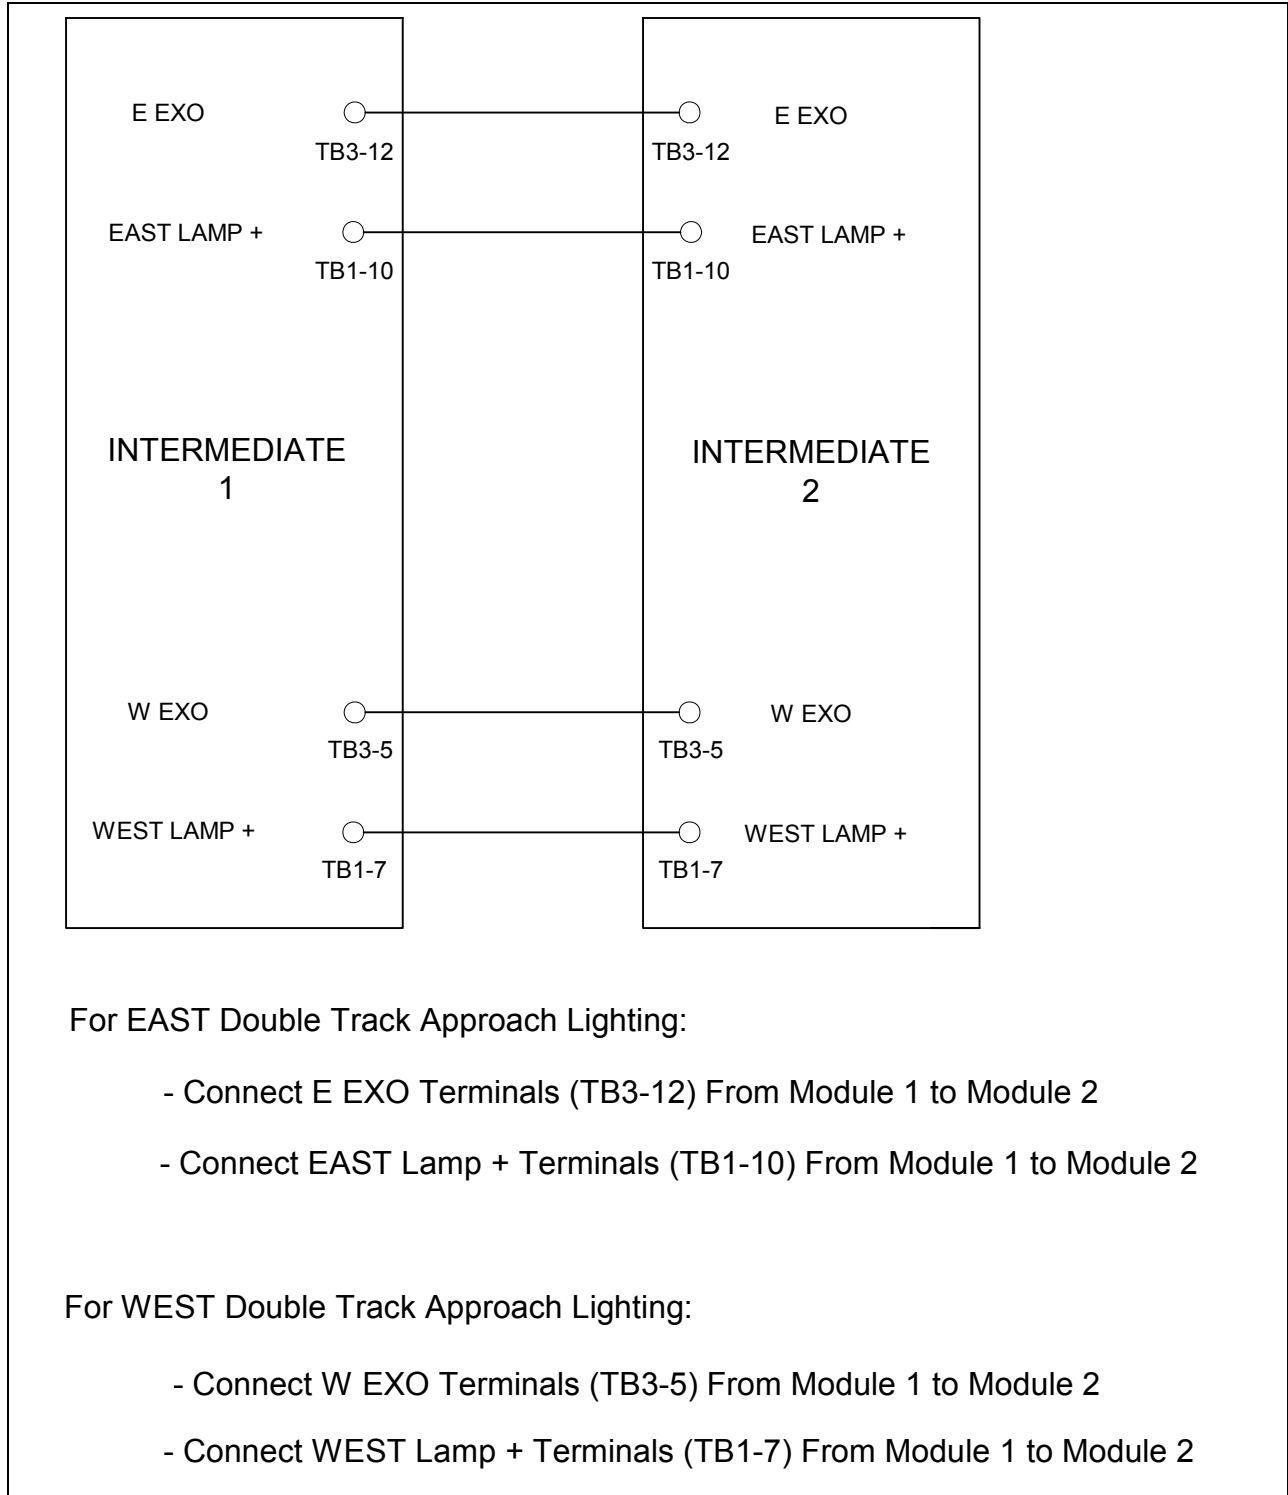 E EXO
E EXO
TB3-12
TB3-12
EAST LAMP +
EAST LAMP +
TB1-10
TB1-10
INTERMEDIATE
1
INTERMEDIATE
2
W EXO
W EXO
TB3-5
TB3-5
WEST LAMP +
WEST LAMP +
TB1-7
TB1-7
For EAST Double Track Approach Lighting:
- Connect E EXO Terminals (TB3-12) From Module 1 to Module 2
- Connect EAST Lamp + Terminals (TB1-10) From Module 1 to Module 2
For WEST Double Track Approach Lighting:
- Connect W EXO Terminals (TB3-5) From Module 1 to Module 2
- Connect WEST Lamp + Terminals (TB1-7) From Module 1 to Module 2